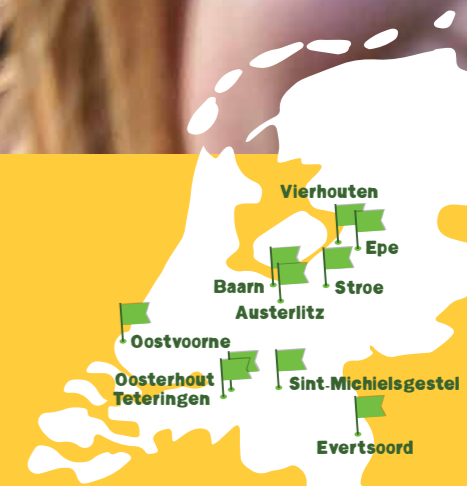 Vierhouten
Epe
Baarn
Stroe
Austerlitz
Oostvoorne
Oosterhout
Teteringen
Sint-Michielsgestel
Evertsoord